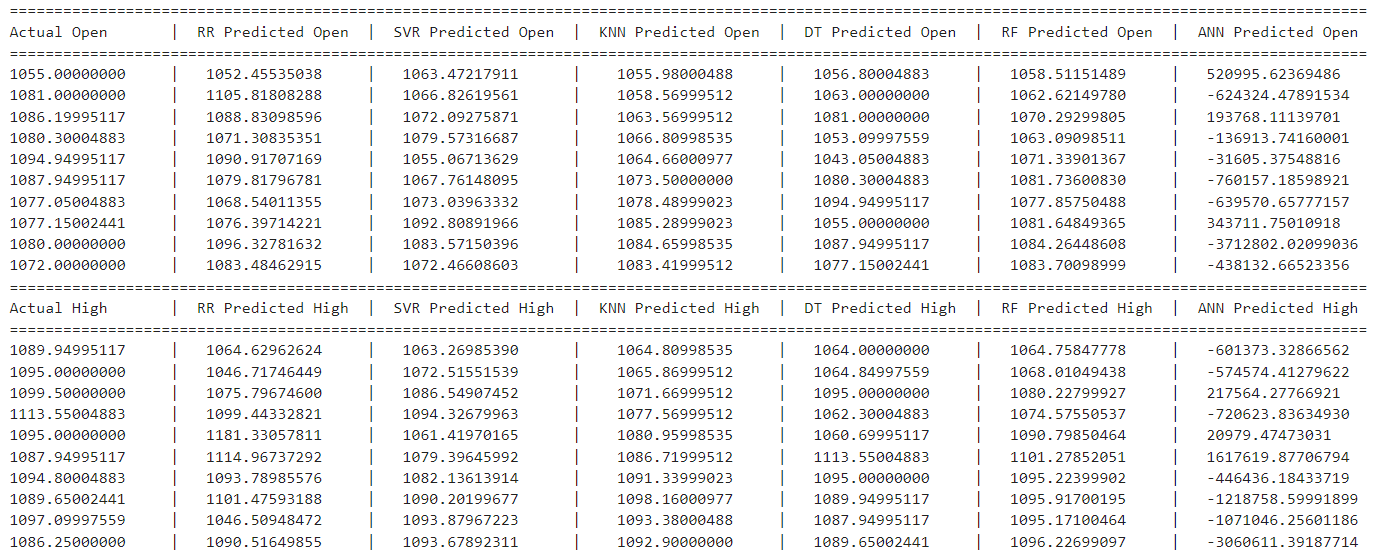 ====================================================================================================================================================
Actual Open | RR Predicted Open | SVR Predicted Open | KNN Predicted Open | DT Predicted Open | RF Predicted Open | ANN Predicted Open
====================================================================================================================================================
1055.00000000 | 1052.45535038 | 1063.47217911 | 1055.98000488 | 1056.80004883 | 1058.51151489 | 520995.62369486
1081.00000000 | 1105.81808288 | 1066.82619561 | 1058.56999512 | 1063.00000000 | 1062.62149780 | -624324.47891534
1086.19995117 | 1088.83098596 | 1072.09275871 | 1063.56999512 | 1081.00000000 | 1070.29299805 | 193768.11139701
1080.30004883 | 1071.30835351 | 1079.57316687 | 1066.80998535 | 1053.09997559 | 1063.09098511 | -136913.74160001
1094.94995117 | 1090.91707169 | 1055.06713629 | 1064.66000977 | 1043.05004883 | 1071.33901367 | -31605.37548816
1087.94995117 | 1079.81796781 | 1067.76148095 | 1073.50000000 | 1080.30004883 | 1081.73600830 | -760157.18598921
1077.05004883 | 1068.54011355 | 1073.03963332 | 1078.48999023 | 1094.94995117 | 1077.85750488 | -639570.65777157
1077.15002441 | 1076.39714221 | 1092.80891966 | 1085.28999023 | 1055.00000000 | 1081.64849365 | 343711.75010918
1080.00000000 | 1096.32781632 | 1083.57150396 | 1084.65998535 | 1087.94995117 | 1084.26448608 | -3712802.02099036
1072.00000000 | 1083.48462915 | 1072.46608603 | 1083.41999512 | 1077.15002441 | 1083.70098999 | -438132.66523356
====================================================================================================================================================
Actual High | RR Predicted High | SVR Predicted High | KNN Predicted High | DT Predicted High | RF Predicted High | ANN Predicted High
====================================================================================================================================================
1089.94995117 | 1064.62962624 | 1063.26985390 | 1064.80998535 | 1064.00000000 | 1064.75847778 | -601373.32866562
1095.00000000 | 1046.71746449 | 1072.51551539 | 1065.86999512 | 1064.84997559 | 1068.01049438 | -574574.41279622
1099.50000000 | 1075.79674600 | 1086.54907452 | 1071.66999512 | 1095.00000000 | 1080.22799927 | 217564.27766921
1113.55004883 | 1099.44332821 | 1094.32679963 | 1077.56999512 | 1062.30004883 | 1074.57550537 | -720623.83634930
1095.00000000 | 1181.33057811 | 1061.41970165 | 1080.95998535 | 1060.69995117 | 1090.79850464 | 20979.47473031
1087.94995117 | 1114.96737292 | 1079.39645992 | 1086.71999512 | 1113.55004883 | 1101.27852051 | 1617619.87706794
1094.80004883 | 1093.78985576 | 1082.13613914 | 1091.33999023 | 1095.00000000 | 1095.22399902 | -446436.18433719
1089.65002441 | 1101.47593188 | 1090.20199677 | 1098.16000977 | 1089.94995117 | 1095.91700195 | -1218758.59991899
1097.09997559 | 1046.50948472 | 1093.87967223 | 1093.38000488 | 1087.94995117 | 1095.17100464 | -1071046.25601186
1086.25000000 | 1090.51649855 | 1093.67892311 | 1092.90000000 | 1089.65002441 | 1096.22699097 | -3060611.39187714